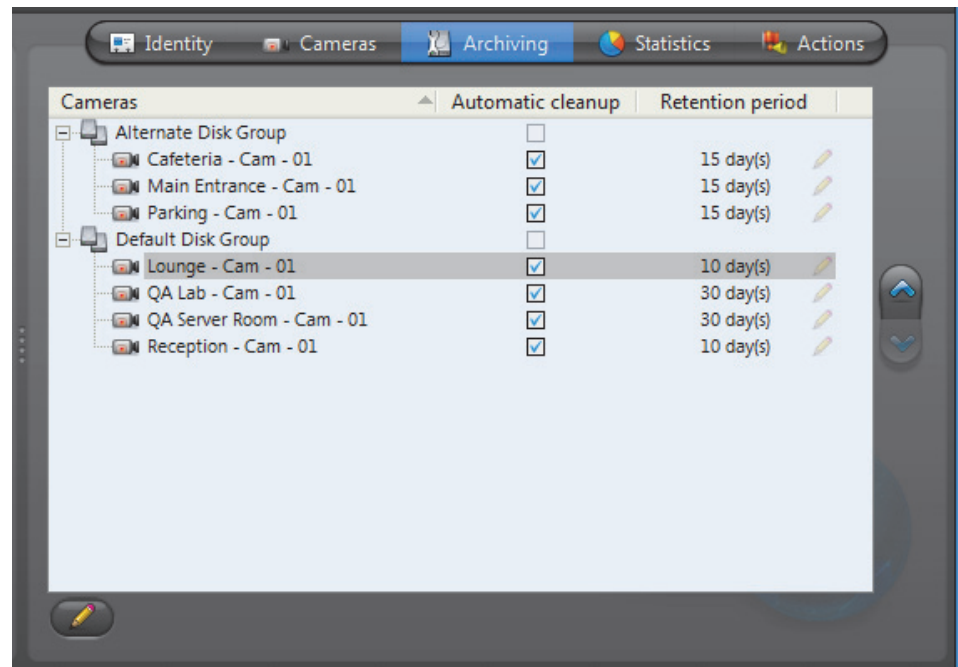 Identity Cameras Archiving Statistics Actions
Cameras Automatic cleanup Retention period
Alternate Disk Group
Cafeteria - Cam - 01 15 day(s)
Main Entrance - Cam - 01 15 day(s)
Parking - Cam - 01 15 day(s)
Default Disk Group
Lounge - Cam - 01 10 day(s)
QA Lab - Cam - 01 30 day(s)
QA Server Room - Cam - 01 30 day(s)
Reception - Cam - 01 10 day(s)